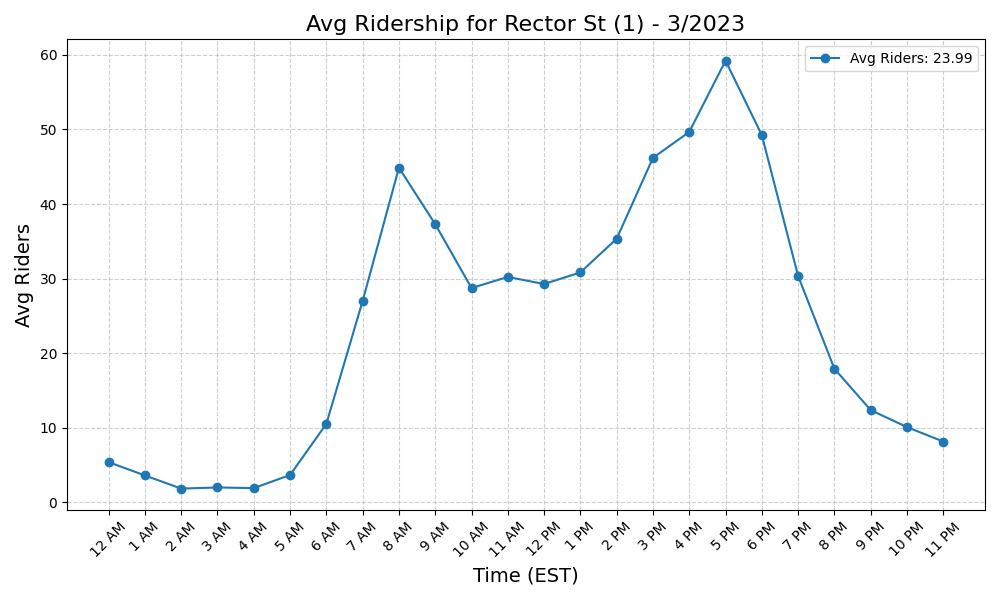 Avg Ridership for Rector St (1) - 3/2023
Avg Riders: 23.99
Avg Riders
60
50
40
30
20
10
0
12 AM
1 AM
2 AM
3 AM
4 AM
5 AM
6 AM
7 AM
8 AM
9 AM
10 AM
11 AM
12 PM
1 PM
2 PM
3 PM
4 PM
5 PM
6 PM
7 PM
8 PM
9 PM
10 PM
11 PM
Time (EST)